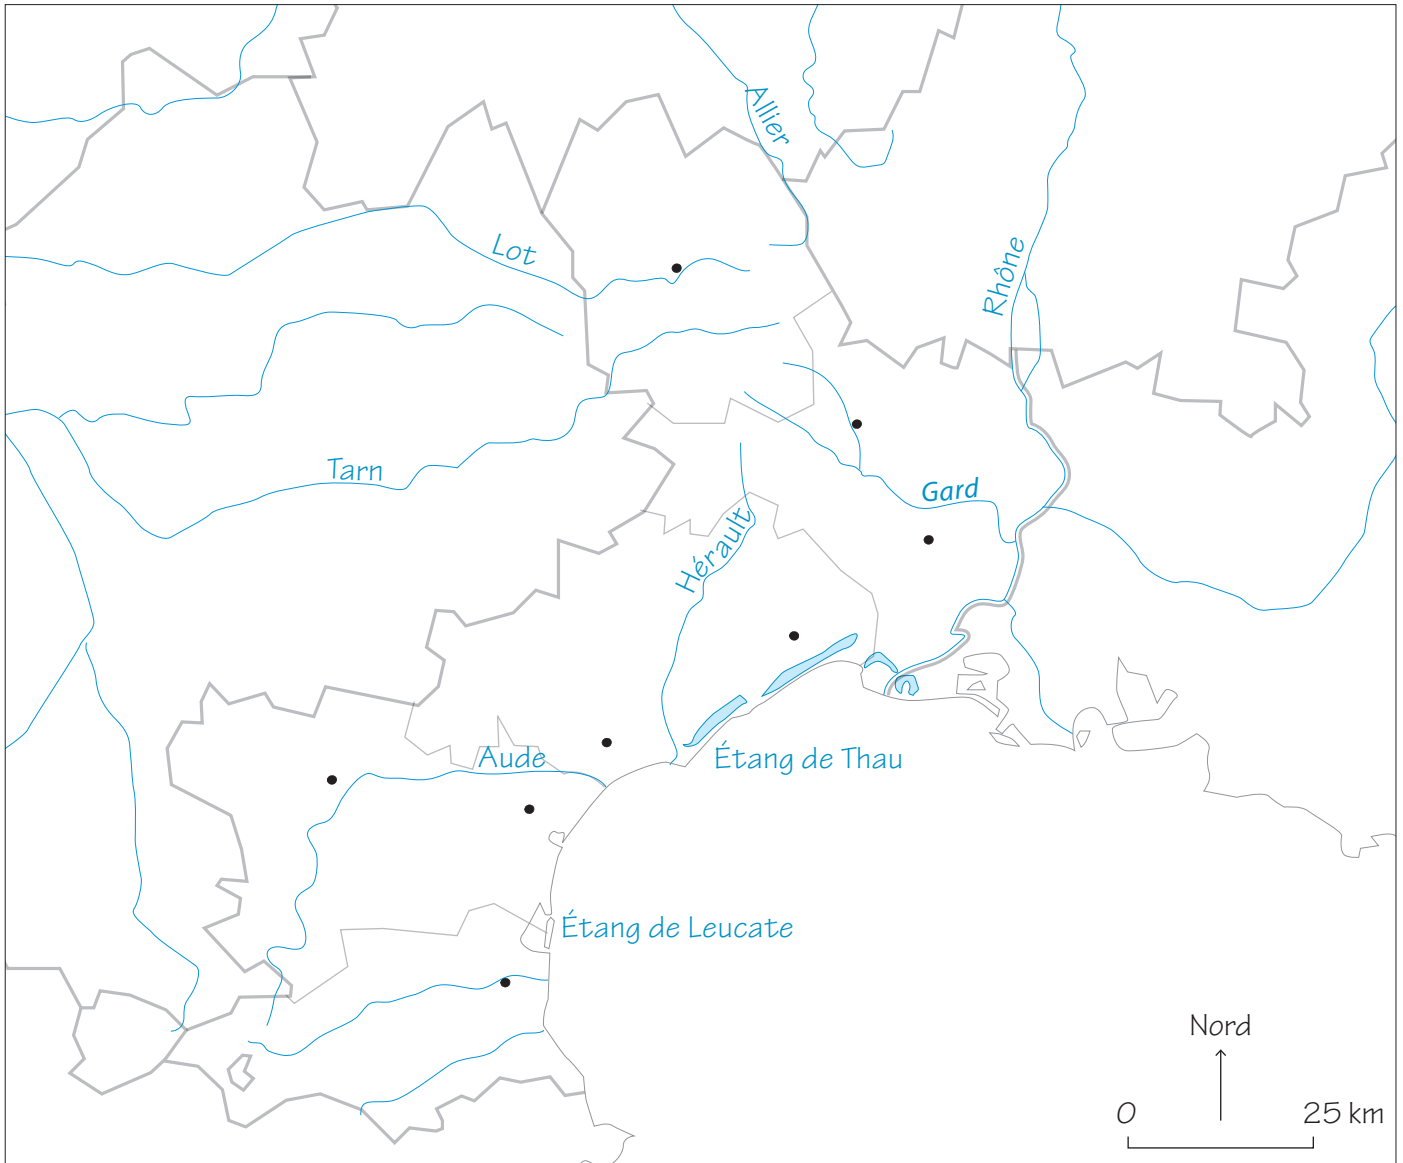 Allier
Lot
Rhône
Tarn
Gard
Hérault
Aude
Étang de Thau
Étang de Leucate
Nord
0 25 km